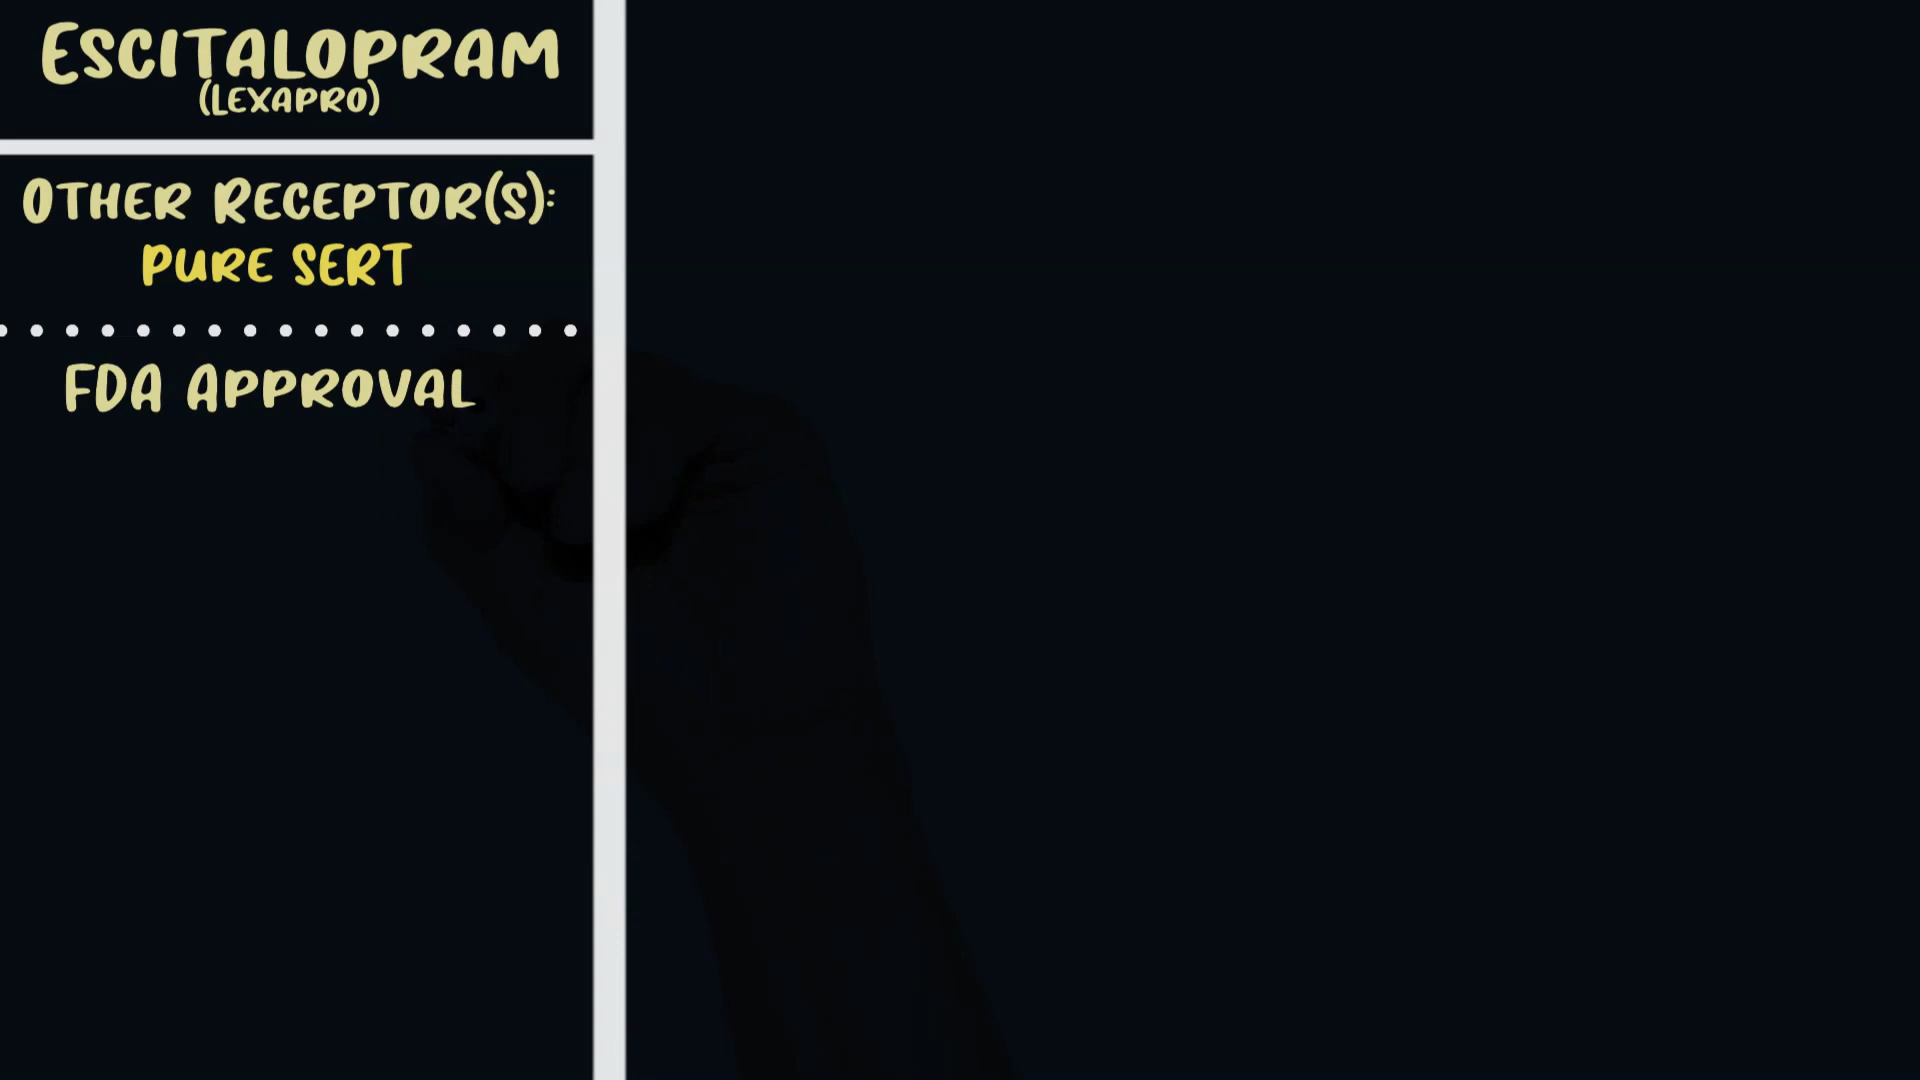 Escitalopram
(Lexapro)
Other Receptor(s):
Pure SERT
FDA Approval